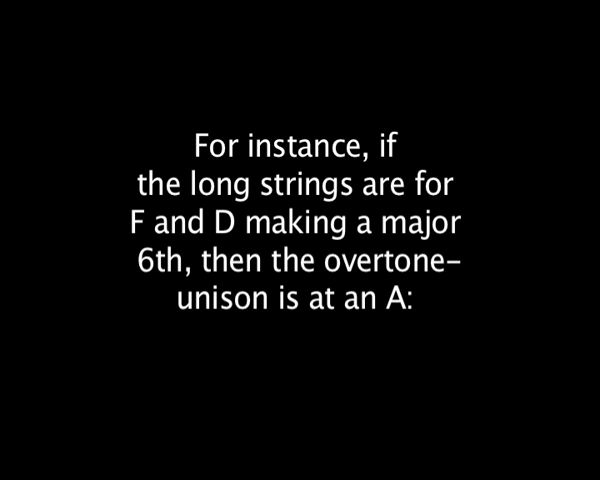 For instance, if
the long strings are for
F and D making a major
6th, then the overtone-
unison is at an A: